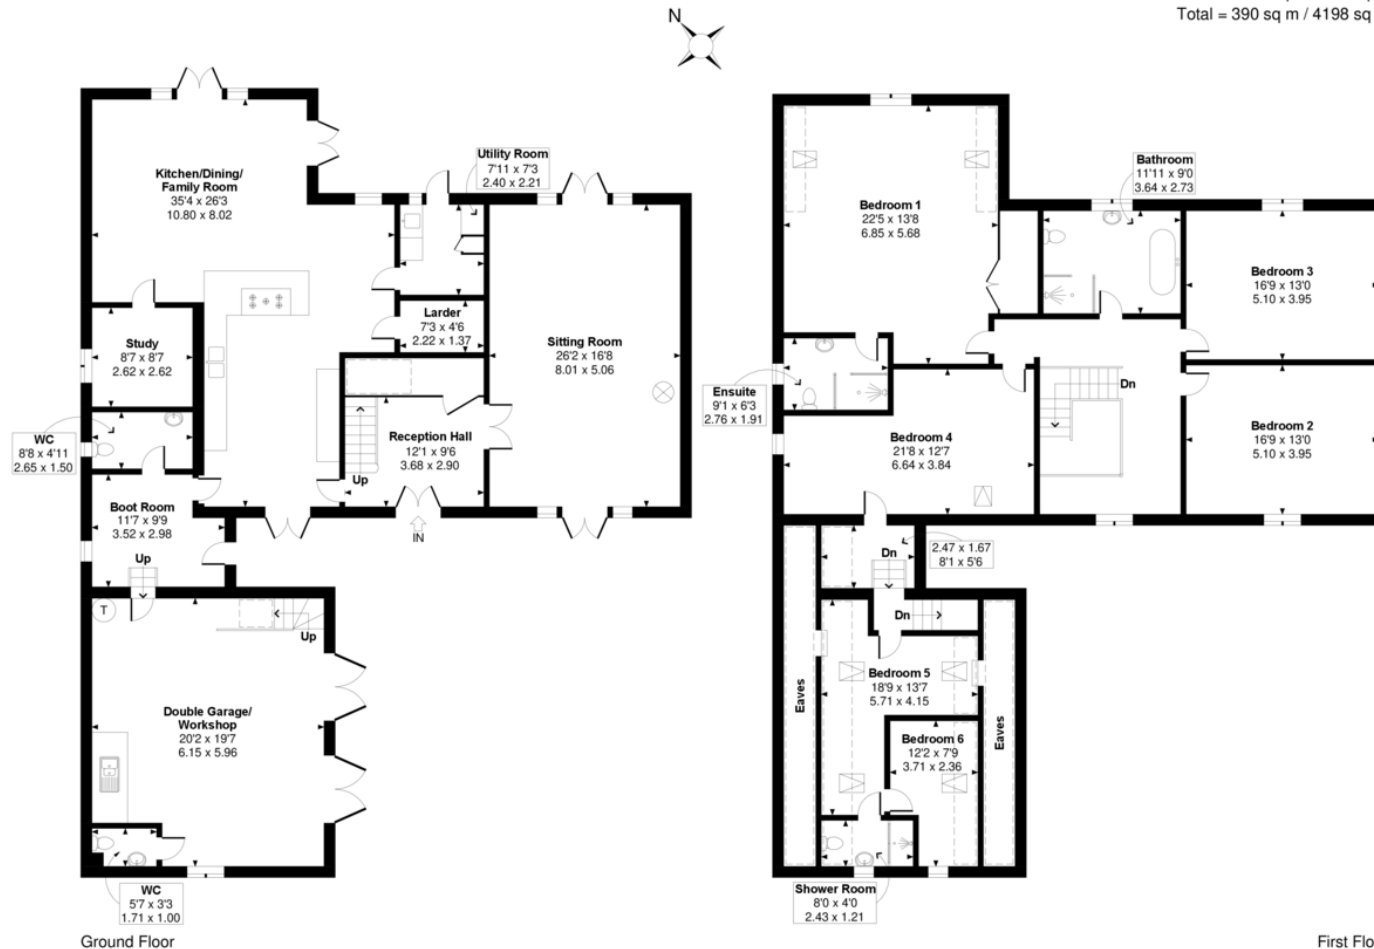 Total = 390 sq m / 4198 sq
N
Kitchen/Dining/
Family Room
35'4 x 26'3
10.80 x 8.02
Utility Room
7'11 x 7'3
2.40 x 2.21
Larder
7'3 x 4'6
2.22 x 1.37
Sitting Room
26'2 x 16'8
8.01 x 5.06
Study
8'7 x 8'7
2.62 x 2.62
WC
8'8 x 4'11
2.65 x 1.50
Reception Hall
12'1 x 9'6
3.68 x 2.90
Up
IN
Boot Room
11'7 x 9'9
3.52 x 2.98
Up
T
Up
Double Garage/
Workshop
20'2 x 19'7
6.15 x 5.96
WC
5'7 x 3'3
1.71 x 1.00
Ground Floor
Bedroom 1
22'5 x 13'8
6.85 x 5.68
Bathroom
11'11 x 9'0
3.64 x 2.73
Bedroom 3
16'9 x 13'0
5.10 x 3.95
Ensuite
9'1 x 6'3
2.76 x 1.91
Dn
Bedroom 4
21'8 x 12'7
6.64 x 3.84
Bedroom 2
16'9 x 13'0
5.10 x 3.95
Dn
2.47 x 1.67
8'1 x 5'6
Dn
Bedroom 5
18'9 x 13'7
5.71 x 4.15
Eaves
Eaves
Bedroom 6
12'2 x 7'9
3.71 x 2.36
Shower Room
8'0 x 4'0
2.43 x 1.21
First Flo